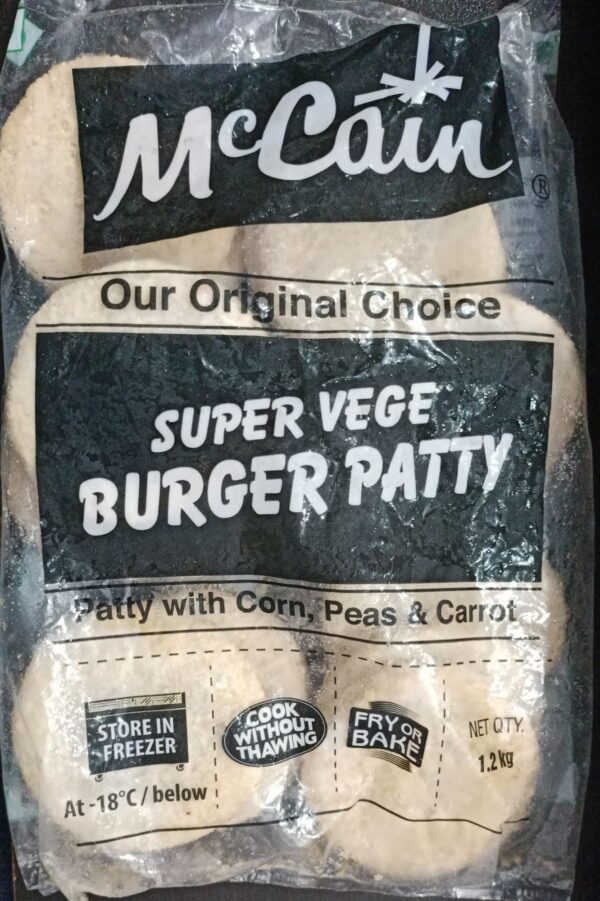 McCain®
Our Original Choice
SUPER VEGE
BURGER PATTY
Patty with Corn, Peas & Carrot
STORE IN
FREEZER
At -18°C / below
COOK
WITHOUT
THAWING
FRY OR
BAKE
NET QTY.
1.2 kg